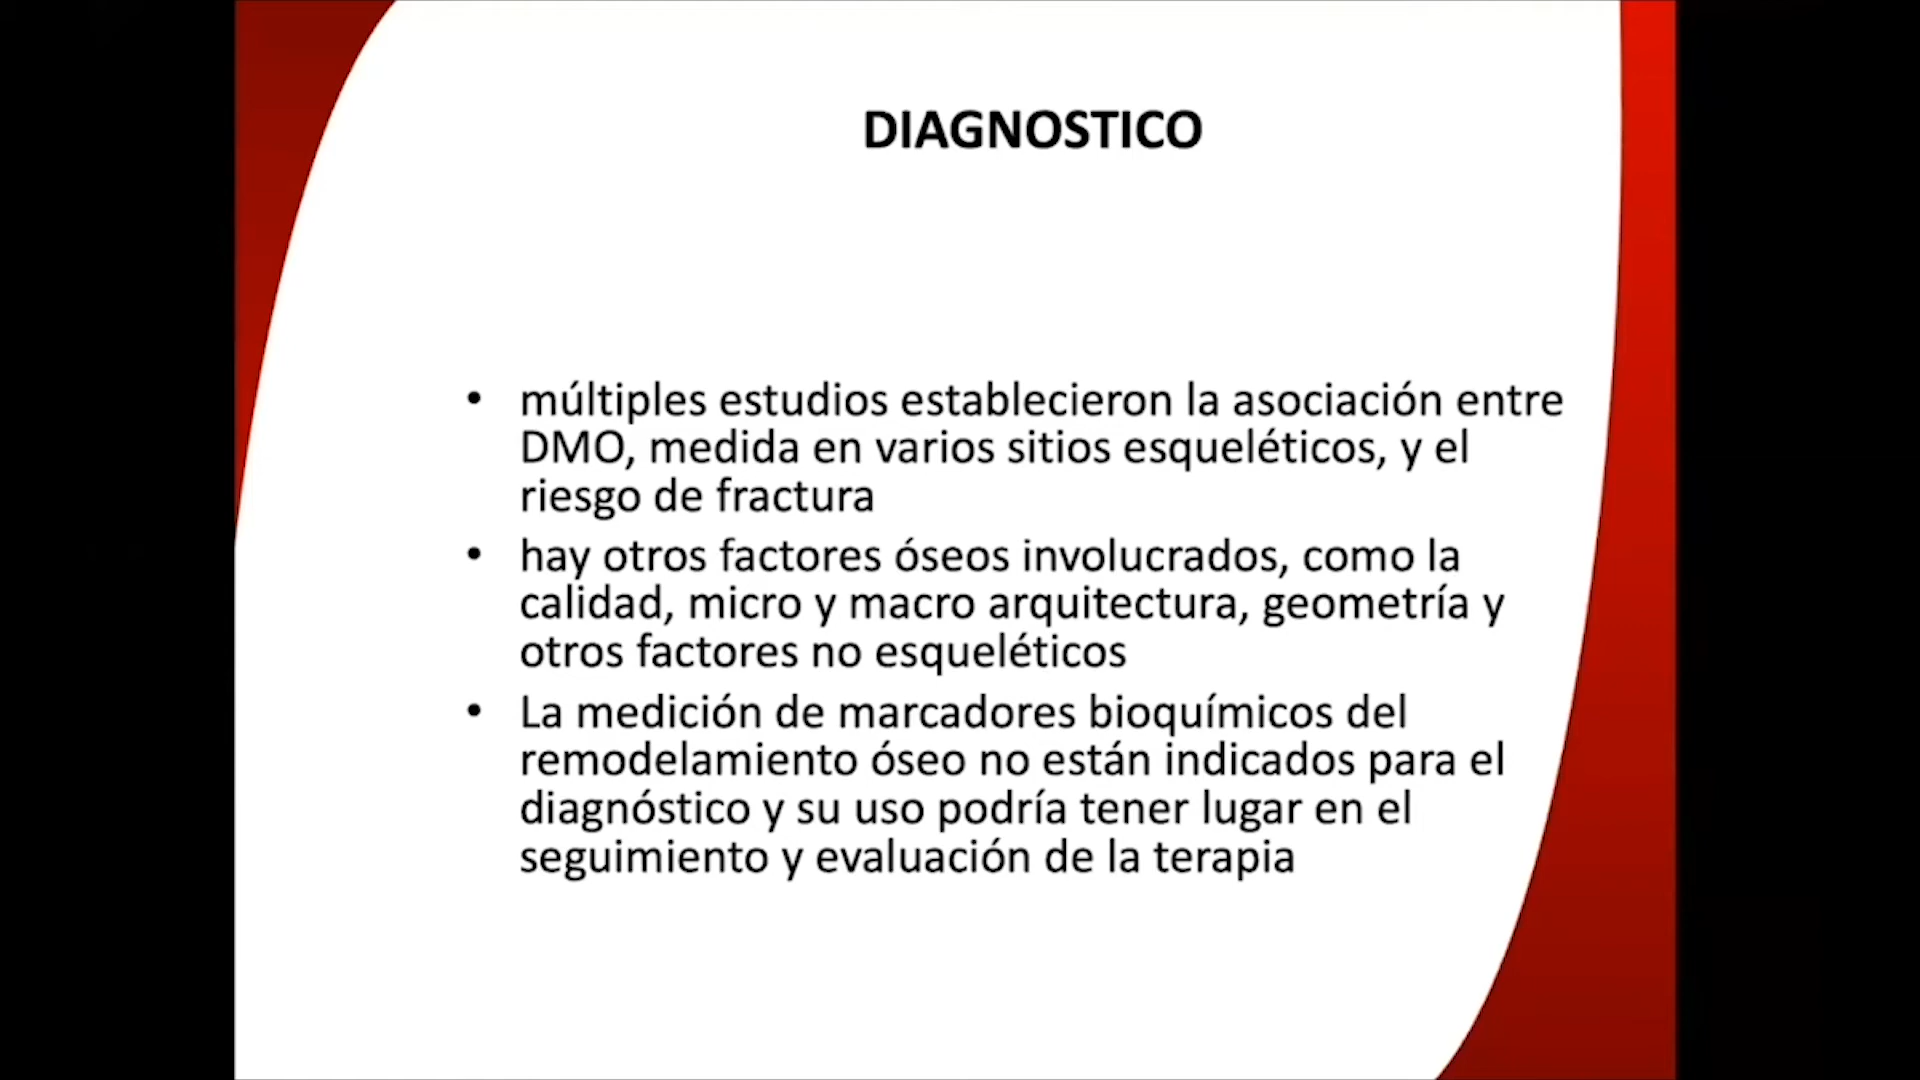 DIAGNOSTICO
• múltiples estudios establecieron la asociación entre
DMO, medida en varios sitios esqueléticos, y el
riesgo de fractura
• hay otros factores óseos involucrados, como la
calidad, micro y macro arquitectura, geometría y
otros factores no esqueléticos
• La medición de marcadores bioquímicos del
remodelamiento óseo no están indicados para el
diagnóstico y su uso podría tener lugar en el
seguimiento y evaluación de la terapia